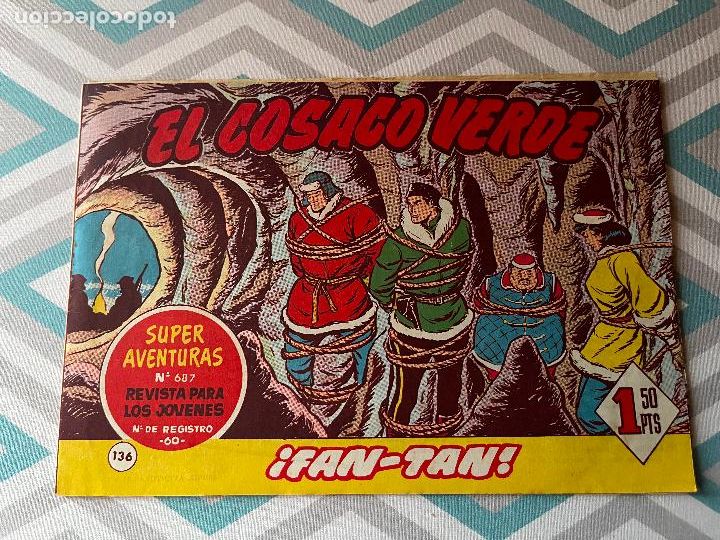 todocoleccion
EL COSACO VERDE
SUPER
AVENTURAS
Nº 687
REVISTA PARA
LOS JOVENES
Nº DE REGISTRO
-60-
1 50
PTS
136
¡FAN-TAN!